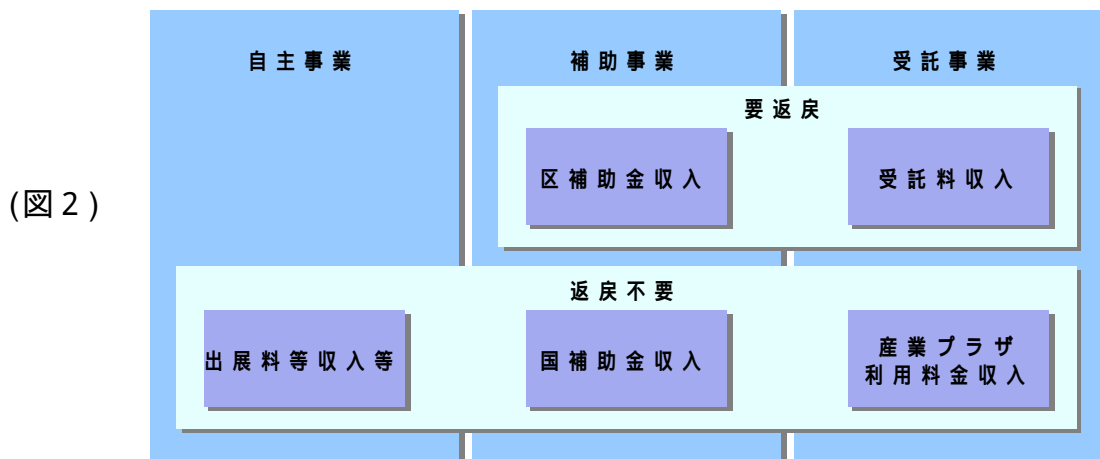 自主事業
補助事業
受託事業
要返戻
区補助金収入
受託料収入
(図２)
返戻不要
出展料等収入等
国補助金収入
産業プラザ
利用料金収入